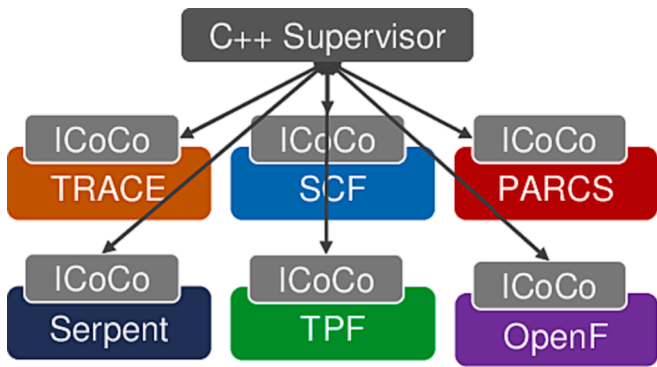 C++ Supervisor
ICoCo
TRACE
ICoCo
SCF
ICoCo
PARCS
ICoCo
Serpent
ICoCo
TPF
ICoCo
OpenF